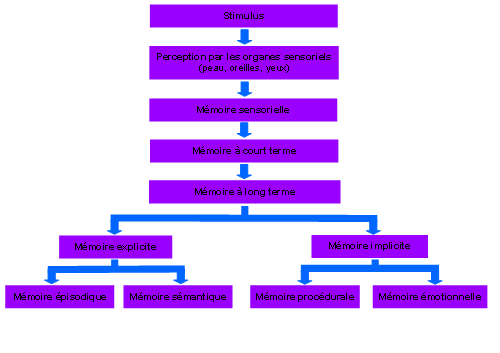 Stimulus
Perception par les organes sensoriels
(peau, oreilles, yeux)
Mémoire sensorielle
Mémoire à court terme
Mémoire à long terme
Mémoire explicite
Mémoire implicite
Mémoire épisodique
Mémoire sémantique
Mémoire procédurale
Mémoire émotionnelle